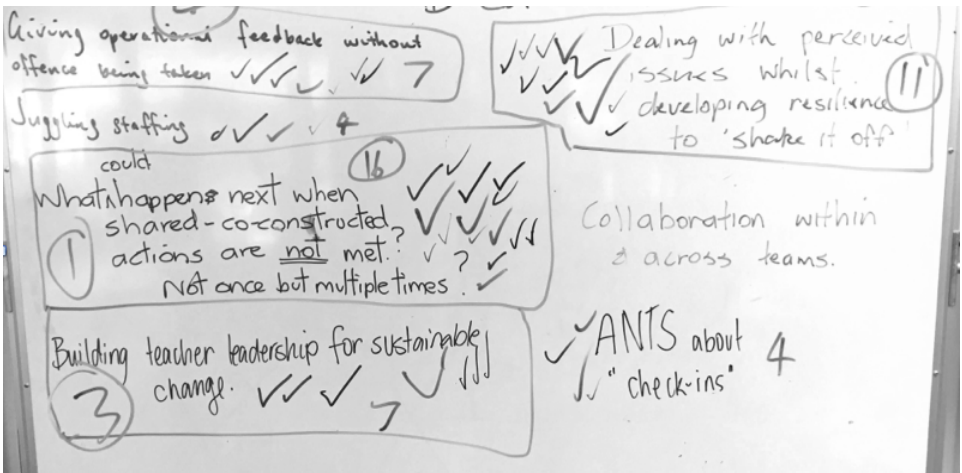 Giving operational feedback without
offence being taken 7
Juggling staffing 4
16
could
What happens next when
shared-co-constructed
actions are not met?
?
Not once but multiple times.
1
Building teacher leadership for sustainable
change.
7
3
Dealing with perceived
issues whilst
developing resilience
to 'shake it off'
11
Collaboration within
& across teams.
ANTS about
"check-ins"
4